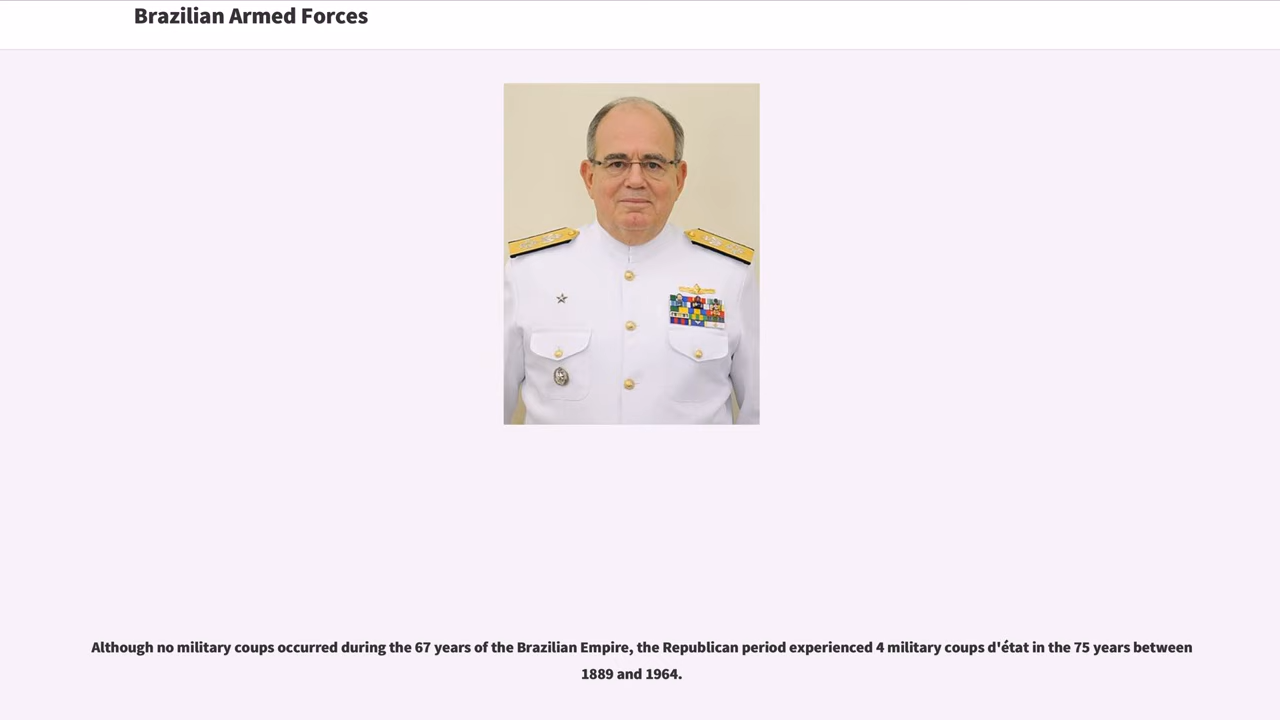 Brazilian Armed Forces
Although no military coups occurred during the 67 years of the Brazilian Empire, the Republican period experienced 4 military coups d'état in the 75 years between
1889 and 1964.